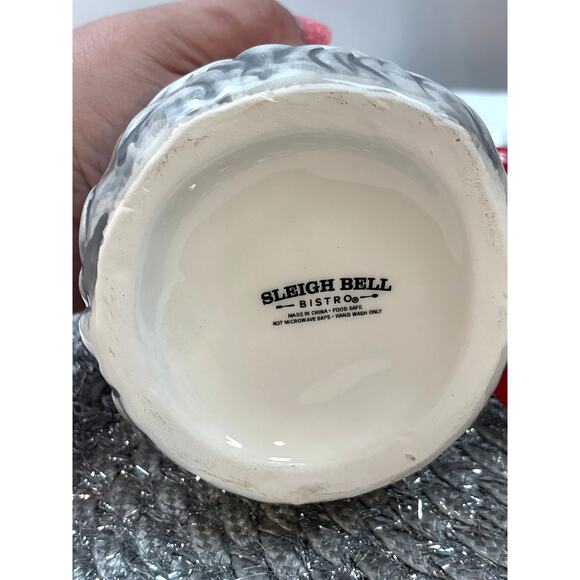 SLEIGH BELL
BISTRO®
MADE IN CHINA • FOOD SAFE
NOT MICROWAVE SAFE • HAND WASH ONLY